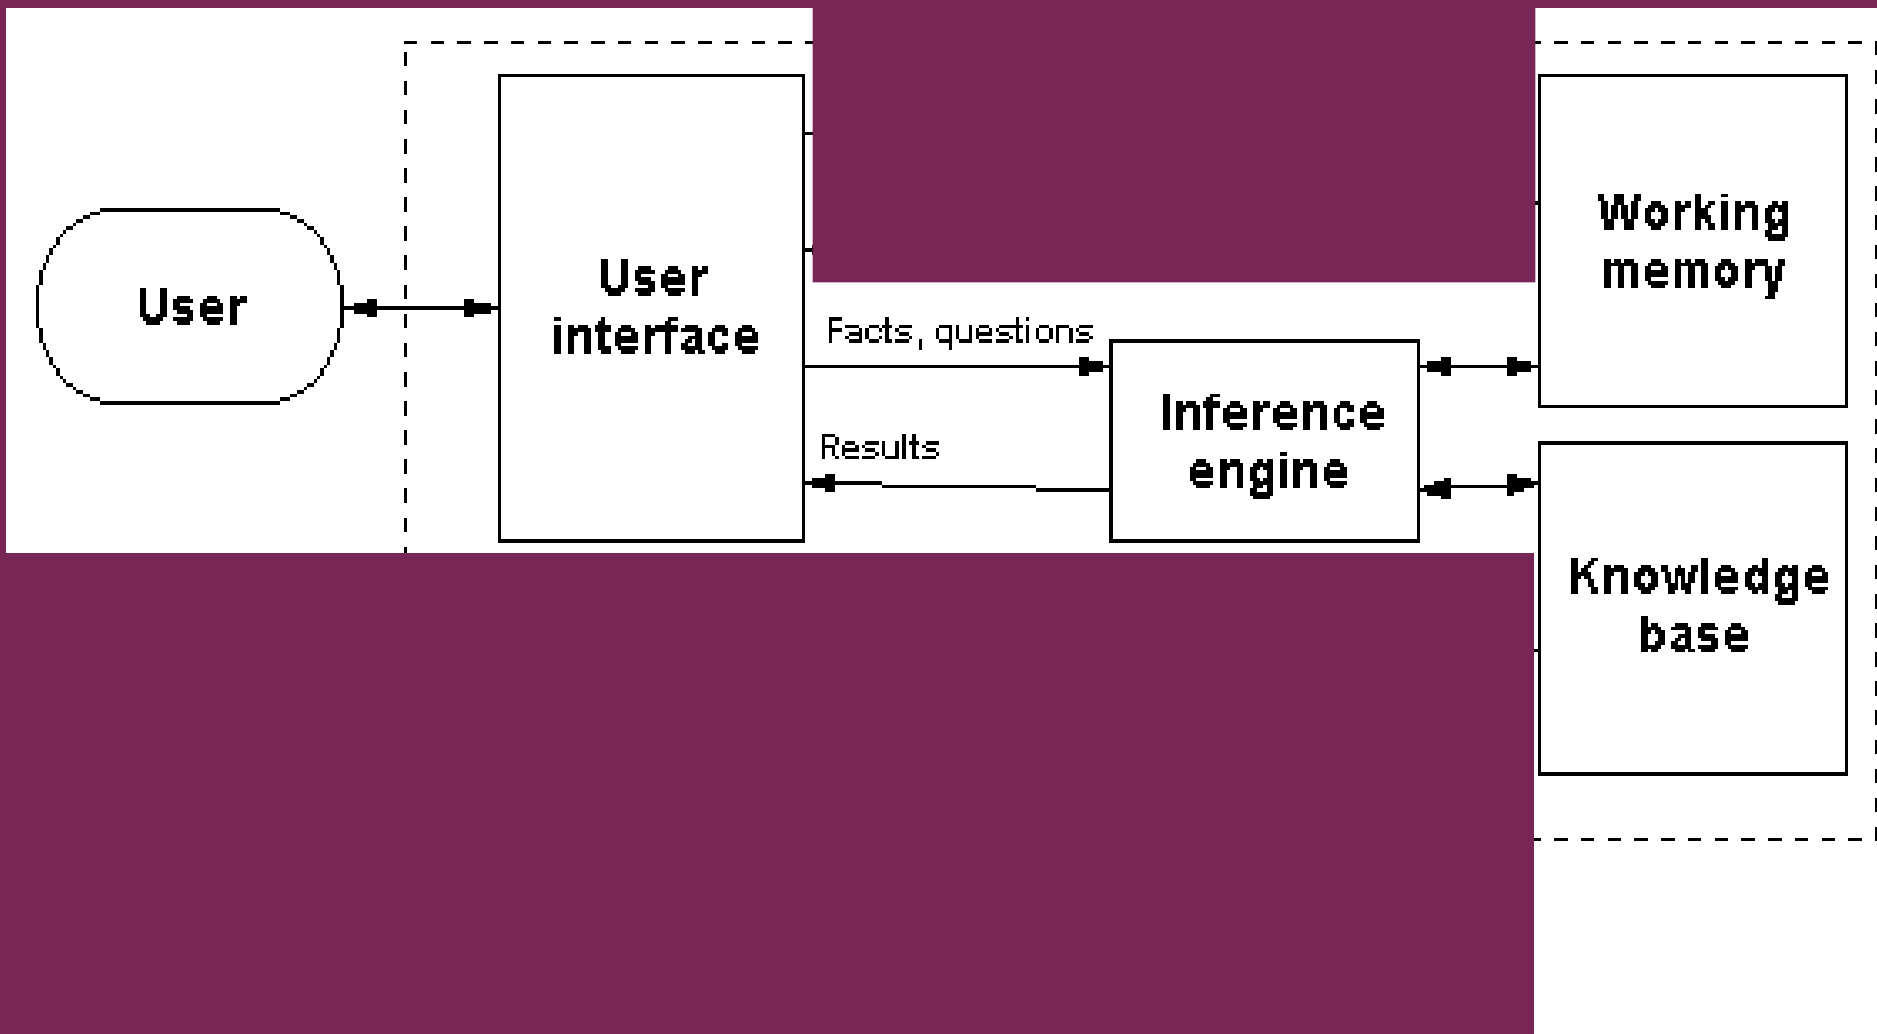 User
User
interface
Facts, questions
Results
Inference
engine
Working
memory
Knowledge
base